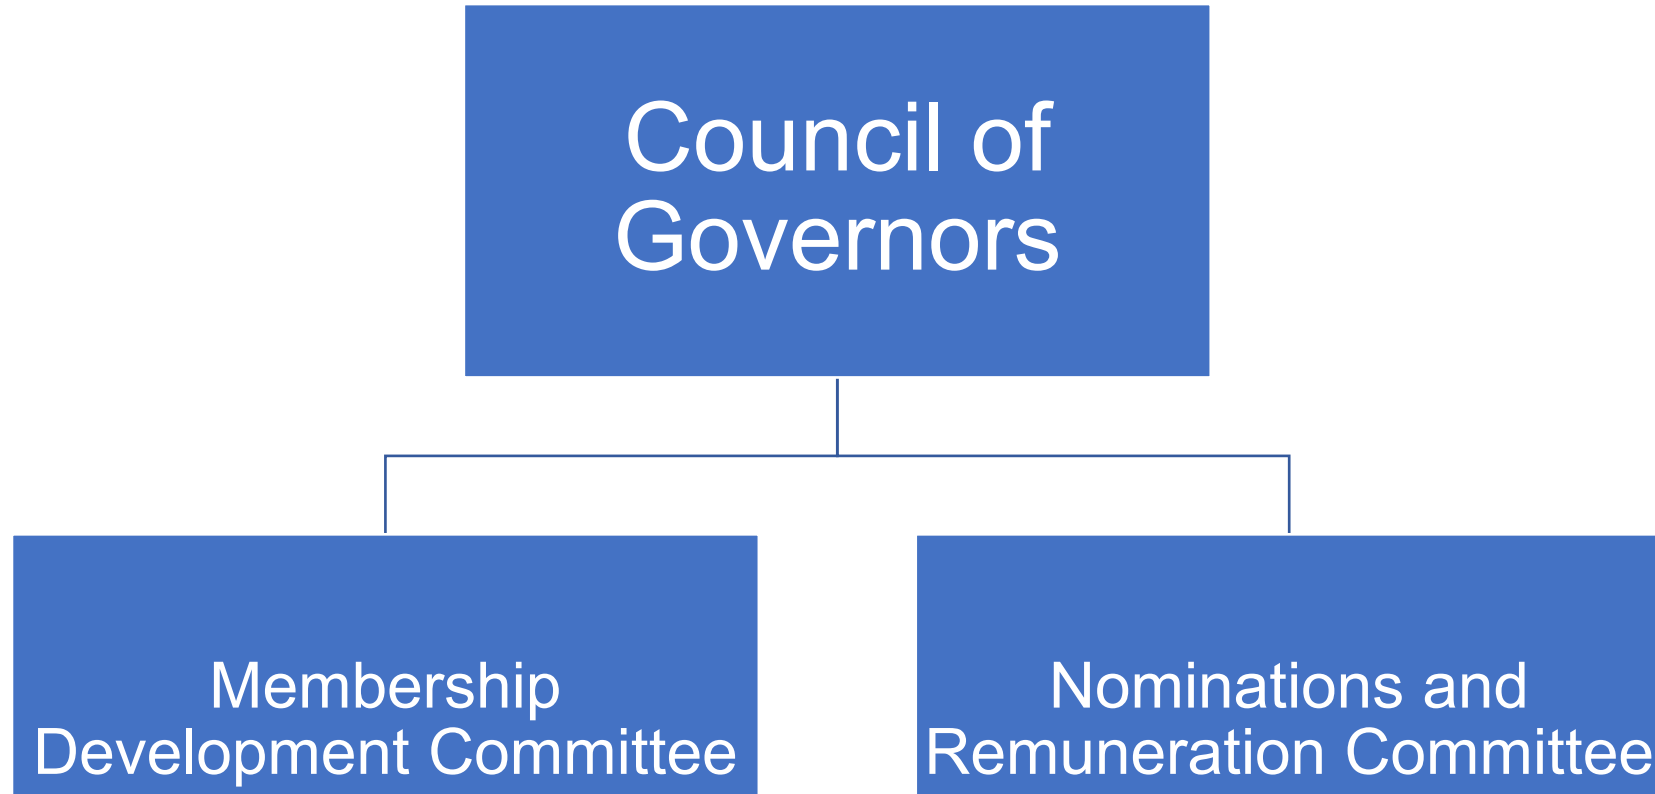 Council of
Governors
Membership
Development Committee
Nominations and
Remuneration Committee